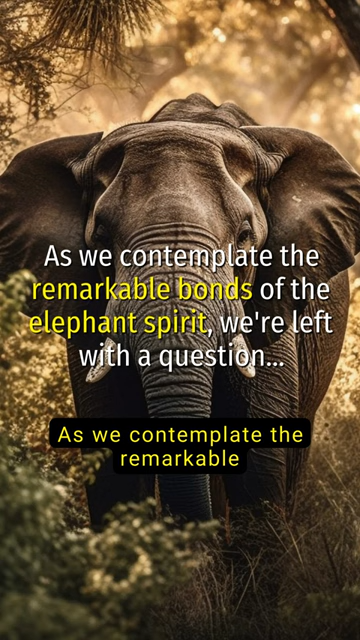 As we contemplate the
remarkable bonds of the
elephant spirit, we're left
with a question...
As we contemplate the
remarkable